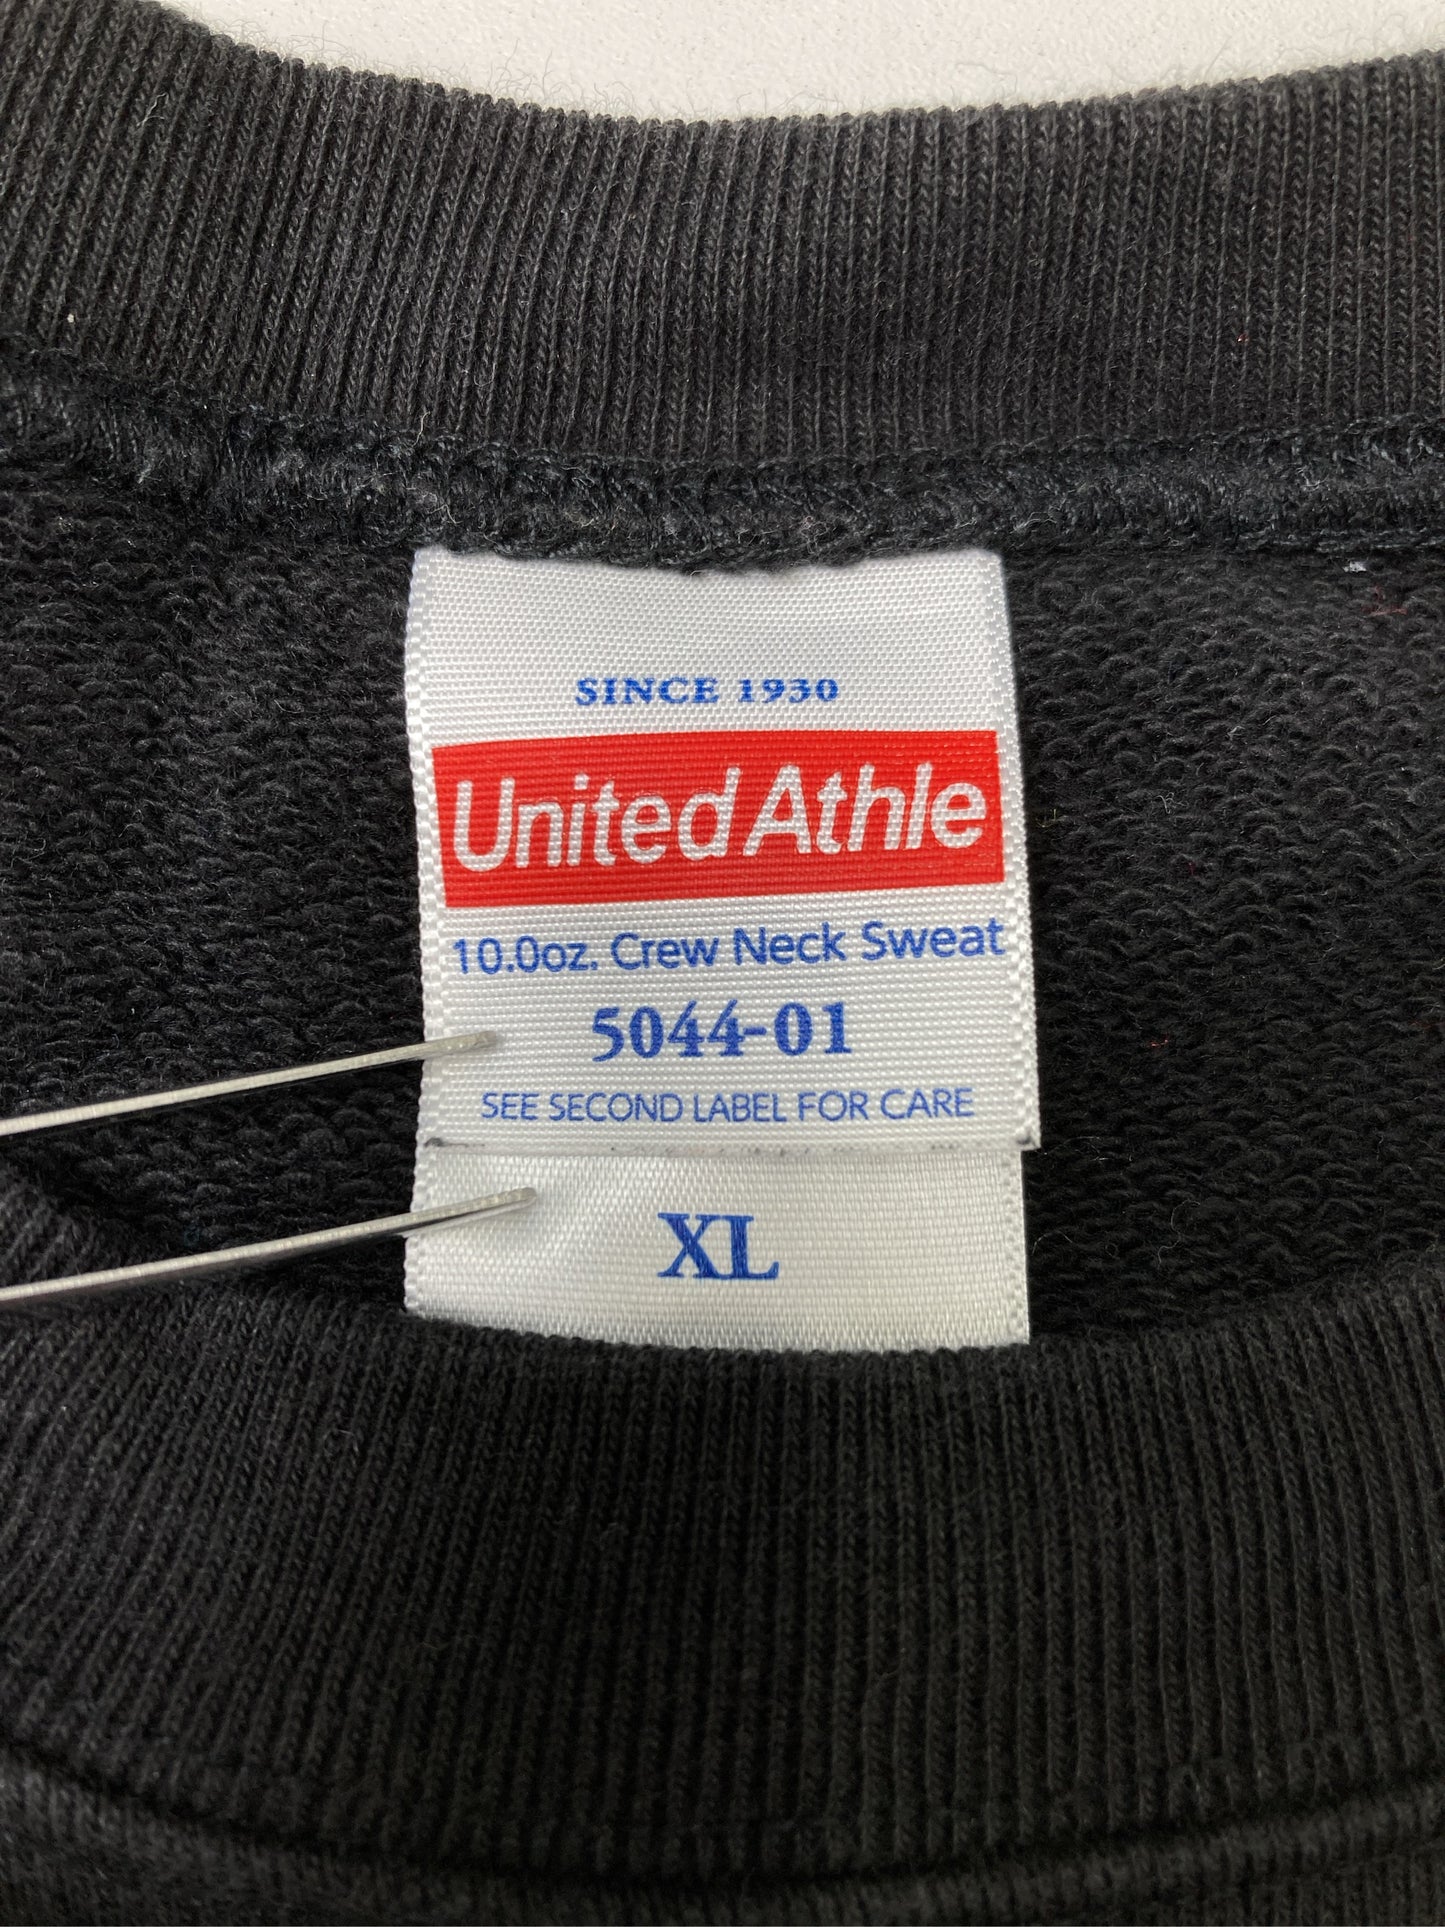 SINCE 1930
United Athle
10.0oz. Crew Neck Sweat
5044-01
SEE SECOND LABEL FOR CARE
XL